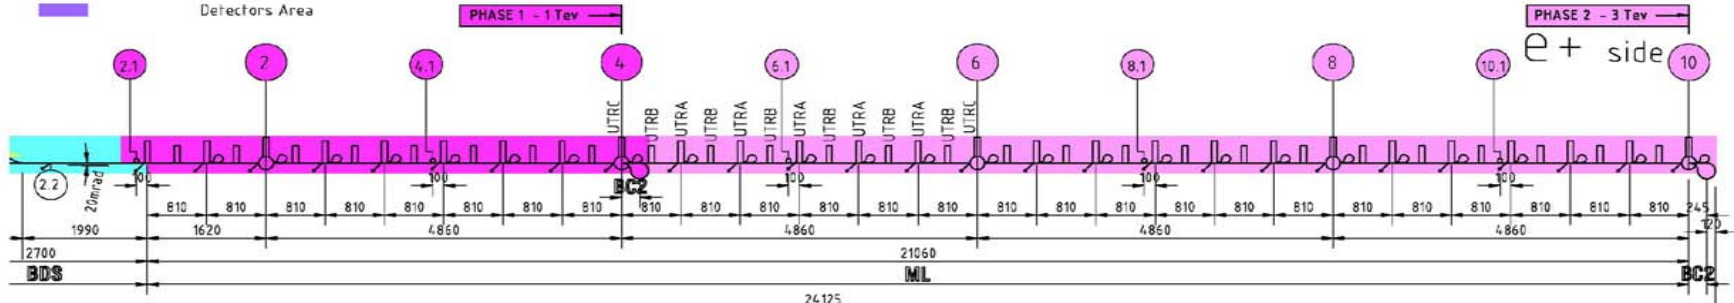 Detectors Area
PHASE 1 - 1 Tev
PHASE 2 - 3 Tev
e+ side
2.1
2
4.1
4
6.1
6
8.1
8
10.1
10
UTRC
UTRB
UTRA
UTRB
UTRA
UTRB
UTRA
UTRB
UTRA
UTRB
UTRA
UTRB
UTRC
2.2
20mrad
100
100
BC2
100
100
100
810 810 810 810 810 810 810 810 810 810 810 810 810 810 810 810 810 810 810 810 810 810 810 810 810 810 245
120
1990 1620 4860 4860 4860 4860
2700 21060
BDS ML BC2
24125